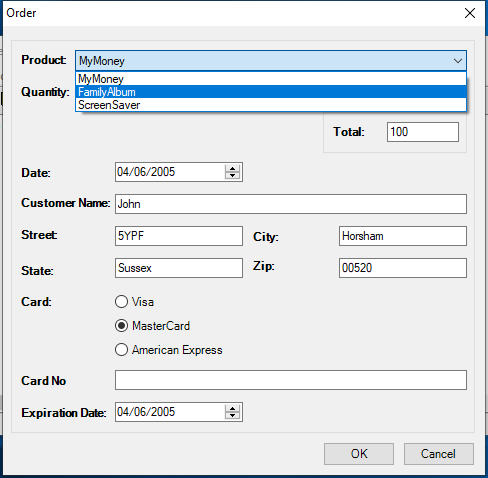 Order
Product: MyMoney
MyMoney
Quantity: FamilyAlbum
ScreenSaver
Total: 100
Date: 04/06/2005
Customer Name: John
Street: 5YPF City: Horsham
State: Sussex Zip: 00520
Card: Visa
MasterCard
American Express
Card No
Expiration Date: 04/06/2005
OK Cancel